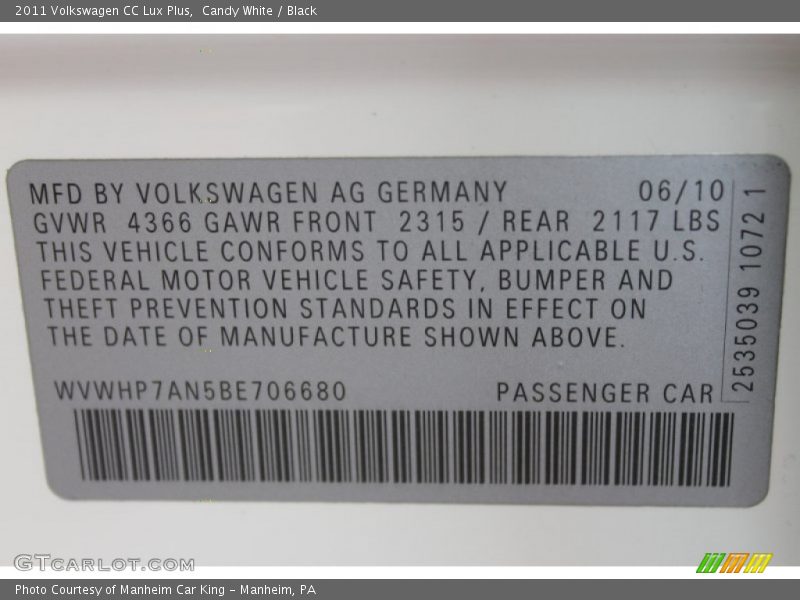 2011 Volkswagen CC Lux Plus,  Candy White / Black
MFD BY VOLKSWAGEN AG GERMANY 06/10
GVWR 4366 GAWR FRONT 2315 / REAR 2117 LBS
THIS VEHICLE CONFORMS TO ALL APPLICABLE U.S.
FEDERAL MOTOR VEHICLE SAFETY, BUMPER AND
THEFT PREVENTION STANDARDS IN EFFECT ON
THE DATE OF MANUFACTURE SHOWN ABOVE.
WVWHP7AN5BE706680 PASSENGER CAR
2535039 1072 1
GTCARLOT.COM
Photo Courtesy of Manheim Car King - Manheim, PA